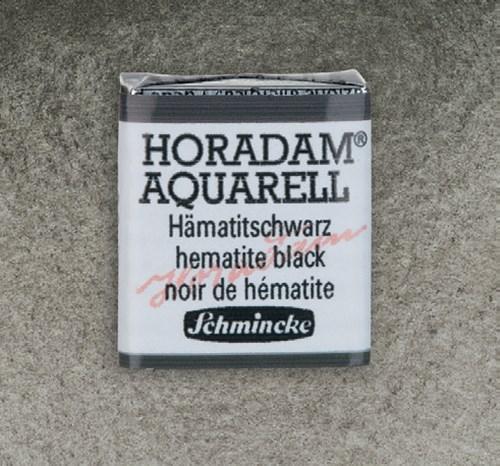 HORADAM®
AQUARELL
Hämatitschwarz
hematite black
noir de hématite
Schmincke